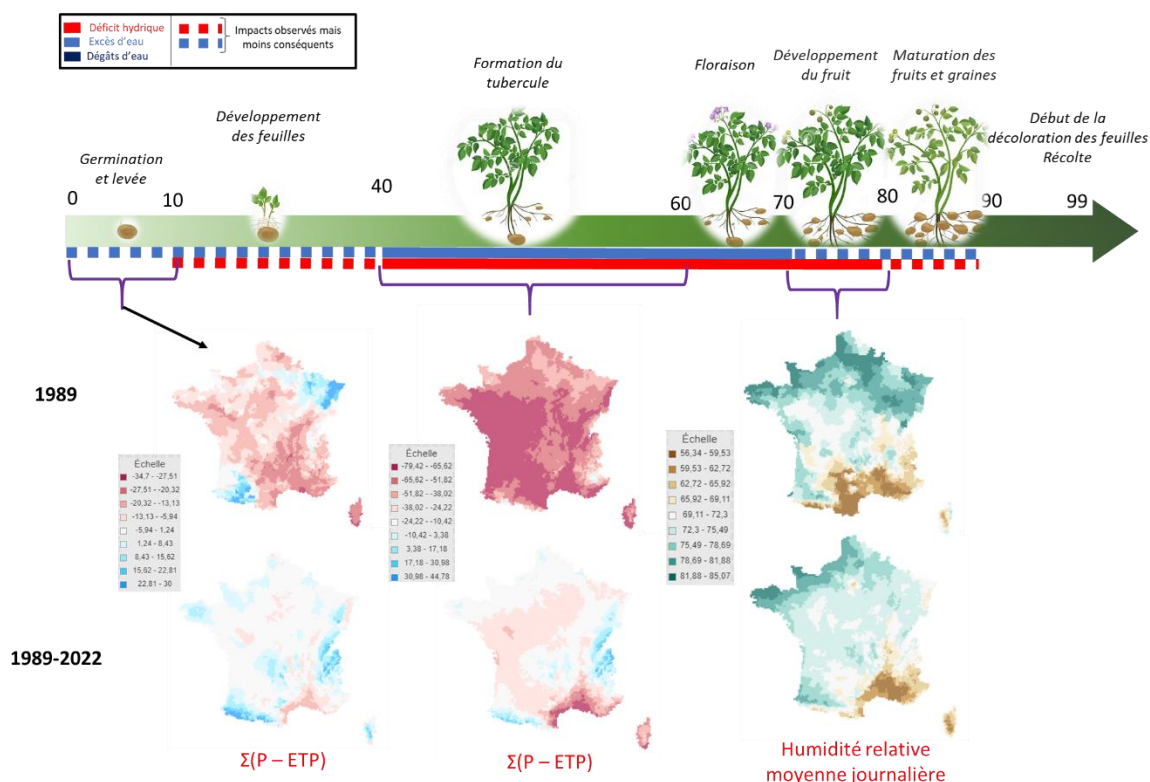 Déficit hydrique
Excès d'eau
Dégâts d'eau
Impacts observés mais
moins conséquents
Germination
et levée
Développement
des feuilles
Formation du
tubercule
Floraison
Développement
du fruit
Maturation des
fruits et graines
Début de la
décoloration des feuilles
Récolte
0 10 40 60 70 80 90 99
1989
Échelle
-34.7 - -27,51
-27,51 - -20,32
-20,32 - -13,13
-13,13 - -5,94
-5,94 - 1,24
1,24 - 8,43
8,43 - 15,62
15,62 - 22,81
22,81 - 30
Échelle
-79,42 - -65,62
-65,62 - -51,82
-51,82 - -38,02
-38,02 - -24,22
-24,22 - -10,42
-10,42 - 3,38
3,38 - 17,18
17,18 - 30,98
30,98 - 44,78
Échelle
56,34 - 59,53
59,53 - 62,72
62,72 - 65,92
65,92 - 69,11
69,11 - 72,3
72,3 - 75,49
75,49 - 78,69
78,69 - 81,88
81,88 - 85,07
1989-2022
Σ(P – ETP)
Σ(P – ETP)
Humidité relative
moyenne journalière